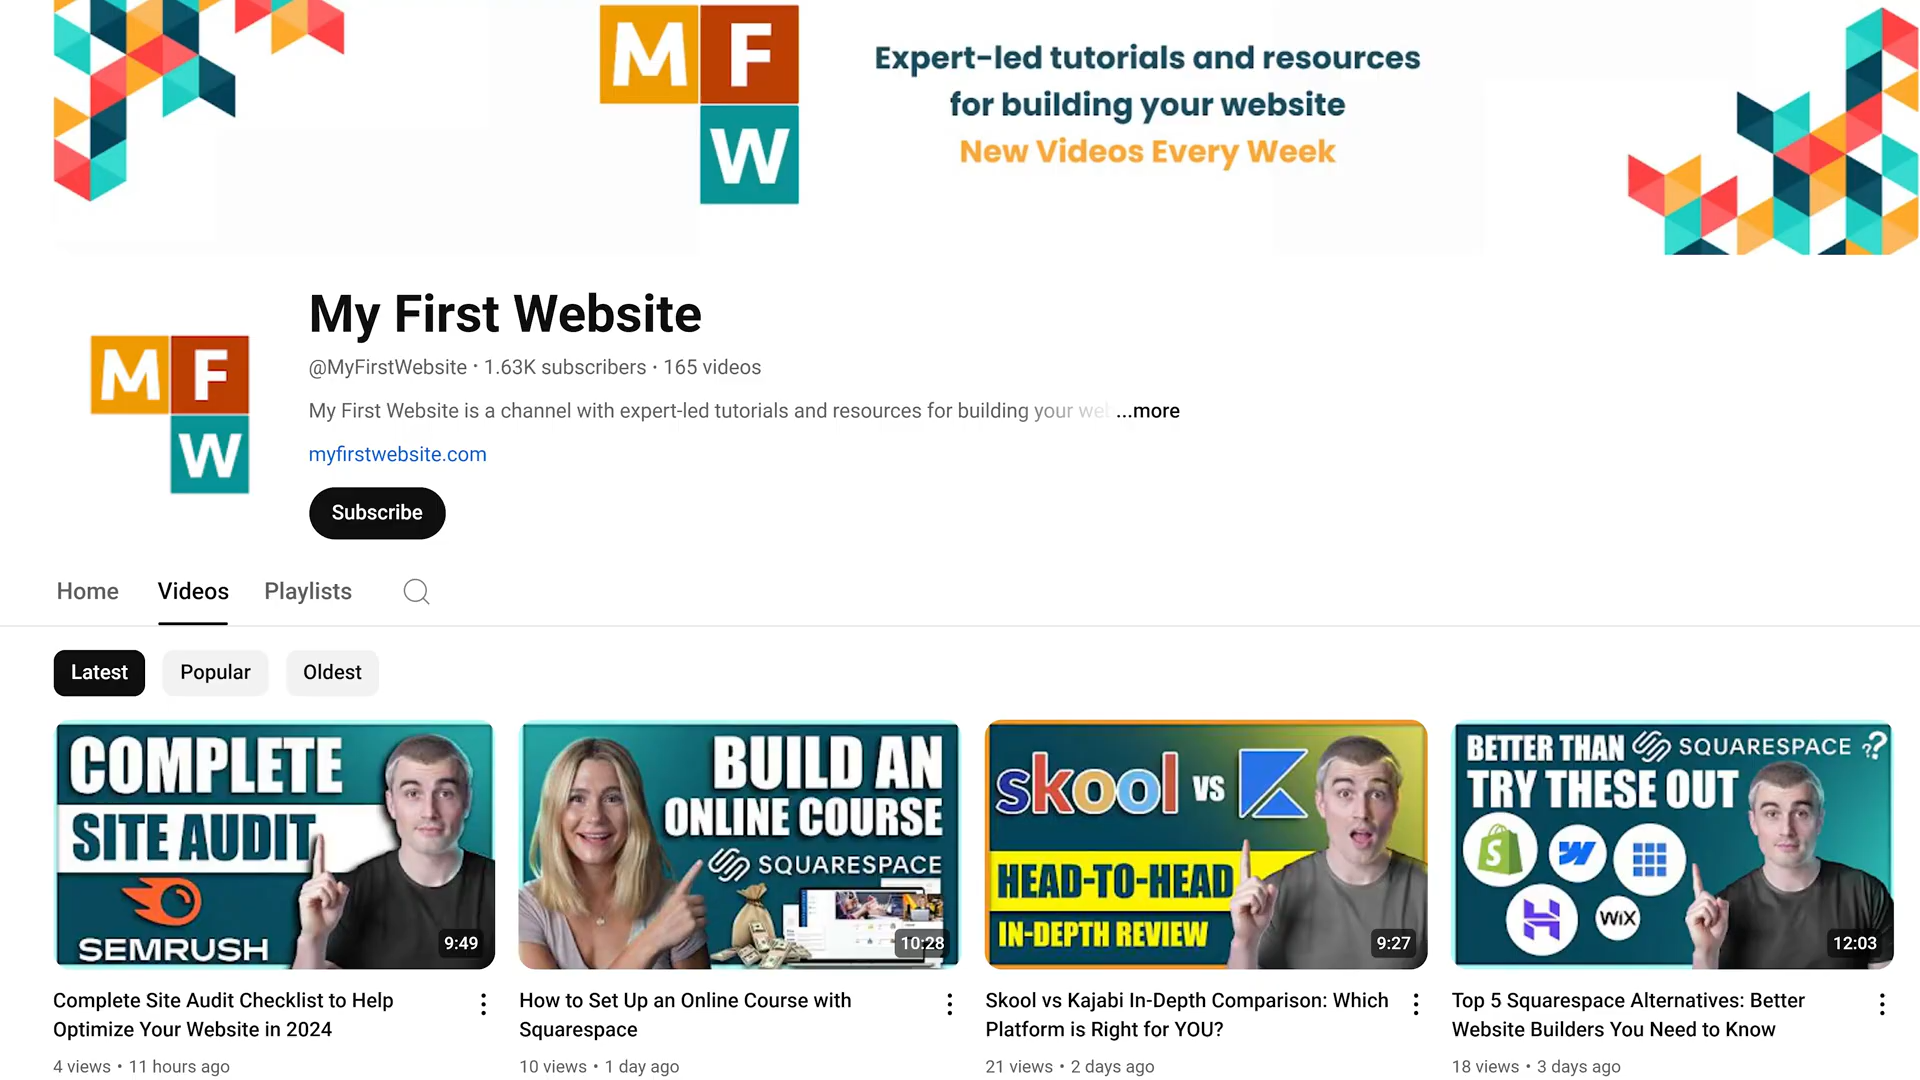 M F
W
Expert-led tutorials and resources
for building your website
New Videos Every Week
M F
W
My First Website
@MyFirstWebsite • 1.63K subscribers • 165 videos
My First Website is a channel with expert-led tutorials and resources for building your we ...more
myfirstwebsite.com
Subscribe
Home Videos Playlists
Latest Popular Oldest
COMPLETE
SITE AUDIT
SEMRUSH
9:49
BUILD AN
ONLINE COURSE
SQUARESPACE
10:28
skool VS
HEAD-TO-HEAD
IN-DEPTH REVIEW
9:27
BETTER THAN SQUARESPACE ??
TRY THESE OUT
S
WiX
12:03
Complete Site Audit Checklist to Help
Optimize Your Website in 2024
4 views • 11 hours ago
How to Set Up an Online Course with
Squarespace
10 views • 1 day ago
Skool vs Kajabi In-Depth Comparison: Which
Platform is Right for YOU?
21 views • 2 days ago
Top 5 Squarespace Alternatives: Better
Website Builders You Need to Know
18 views • 3 days ago